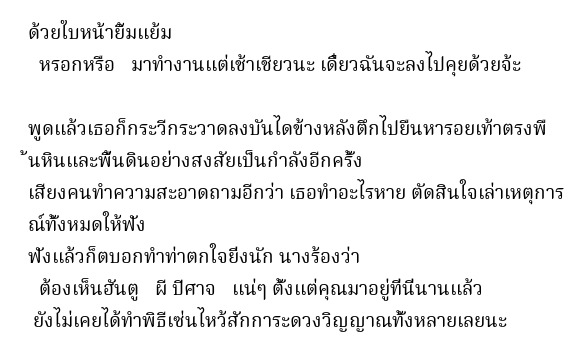 ด้วยใบหน้ายิ้มแย้ม
หรอกหรือ มาทำงานแต่เช้าเชียวนะ เดี๋ยวฉันจะลงไปคุยด้วยจ้ะ
พูดแล้วเธอก็กระวีกระวาดลงบันไดข้างหลังตึกไปยืนหารอยเท้าตรงพื
้นหินและพื้นดินอย่างสงสัยเป็นกำลังอีกครั้ง
เสียงคนทำความสะอาดถามอีกว่า เธอทำอะไรหาย ตัดสินใจเล่าเหตุการ
ณ์ทั้งหมดให้ฟัง
ฟังแล้วก็ตบอกทำท่าตกใจยิ่งนัก นางร้องว่า
ต้องเห็นฮันตู ผี ปิศาจ แน่ๆ ตั้งแต่คุณมาอยู่ที่นี่นานแล้ว
ยังไม่เคยได้ทำพิธีเซ่นไหว้สักการะดวงวิญญาณทั้งหลายเลยนะ